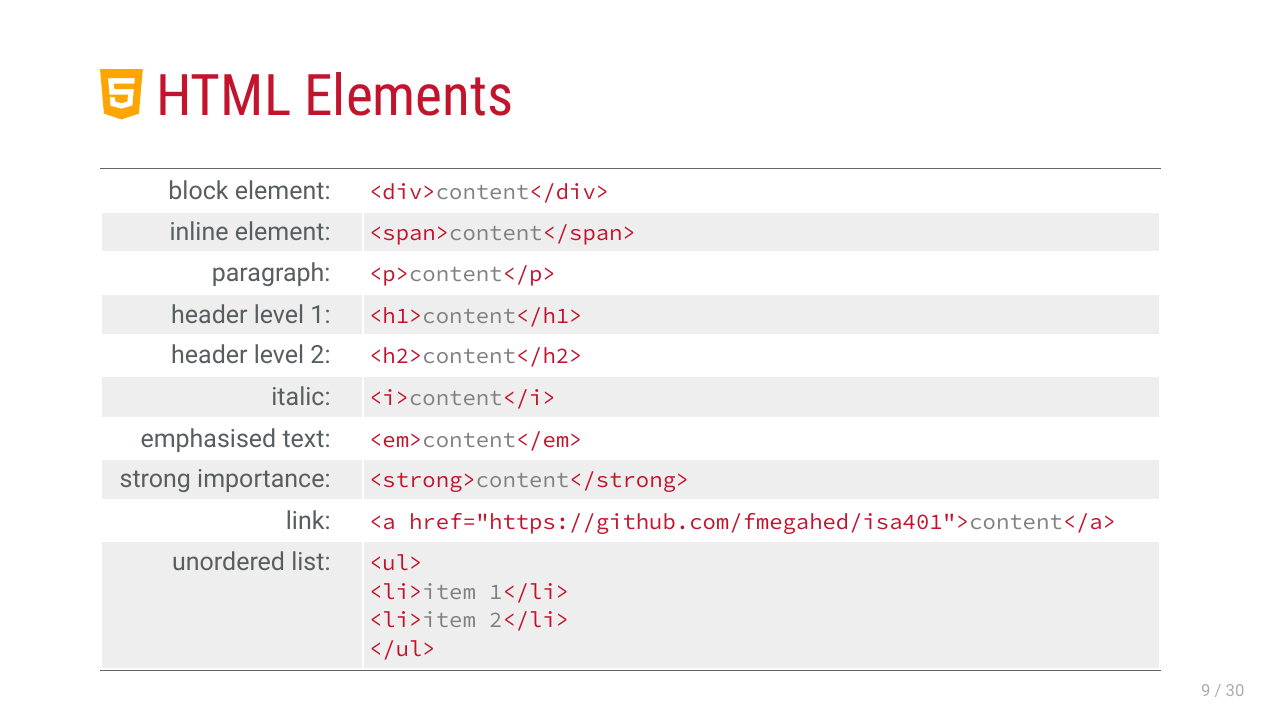 HTML Elements
block element: <div>content</div>
inline element: <span>content</span>
paragraph: <p>content</p>
header level 1: <h1>content</h1>
header level 2: <h2>content</h2>
italic: <i>content</i>
emphasised text: <em>content</em>
strong importance: <strong>content</strong>
link: <a href="https://github.com/fmegahed/isa401">content</a>
unordered list: <ul>
<li>item 1</li>
<li>item 2</li>
</ul>
9 / 30